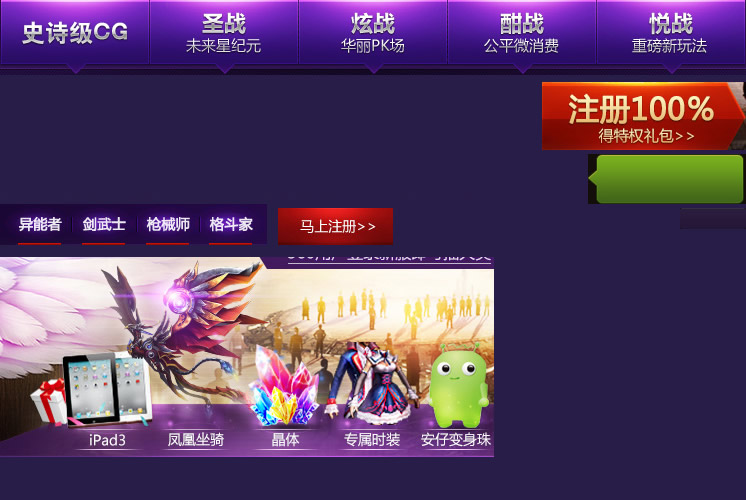 史诗级CG
圣战
未来星纪元
炫战
华丽PK场
酣战
公平微消费
悦战
重磅新玩法
注册100%
得特权礼包>>
异能者 剑武士 枪械师 格斗家
马上注册>>
iPad3 凤凰坐骑 晶体 专属时装 安仔变身珠